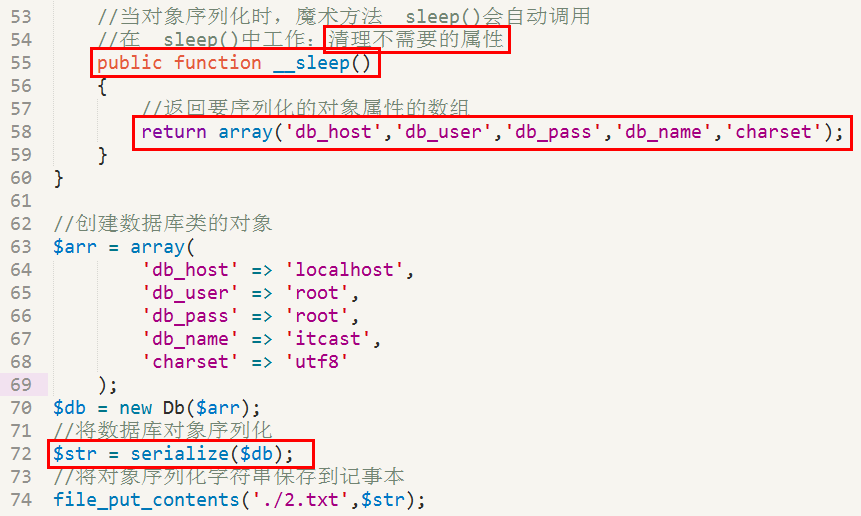 53 //当对象序列化时，魔术方法__sleep()会自动调用
54 //在__sleep()中工作：清理不需要的属性
55 public function __sleep()
56 {
57 //返回要序列化的对象属性的数组
58 return array('db_host','db_user','db_pass','db_name','charset');
59 }
60 }
61
62 //创建数据库类的对象
63 $arr = array(
64 'db_host' => 'localhost',
65 'db_user' => 'root',
66 'db_pass' => 'root',
67 'db_name' => 'itcast',
68 'charset' => 'utf8'
69 );
70 $db = new Db($arr);
71 //将数据库对象序列化
72 $str = serialize($db);
73 //将对象序列化字符串保存到记事本
74 file_put_contents('./2.txt',$str);